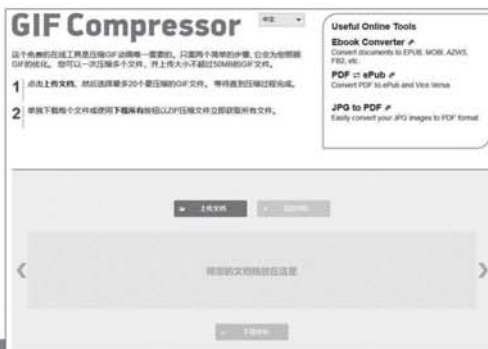 GIF Compressor
中文
这个免费的在线工具是压缩GIF动画唯一需要的。只需两个简单的步骤，它会为您照顾
GIF的优化。 您可以一次压缩多个文件，并上传大小不超过50MB的GIF文件。
1 点击上传文档，然后选择最多20个要压缩的GIF文件。 等待直到压缩过程完成。
2 单独下载每个文件或使用下载所有按钮以ZIP压缩文件立即获取所有文件。
Useful Online Tools
Ebook Converter
Convert documents to EPUB, MOBI, AZW3,
FB2, etc.
PDF ⇄ ePub
Convert PDF to ePub and Vice Versa
JPG to PDF
Easily convert your JPG images to PDF format
上传文档
将您的文档拖放在这里